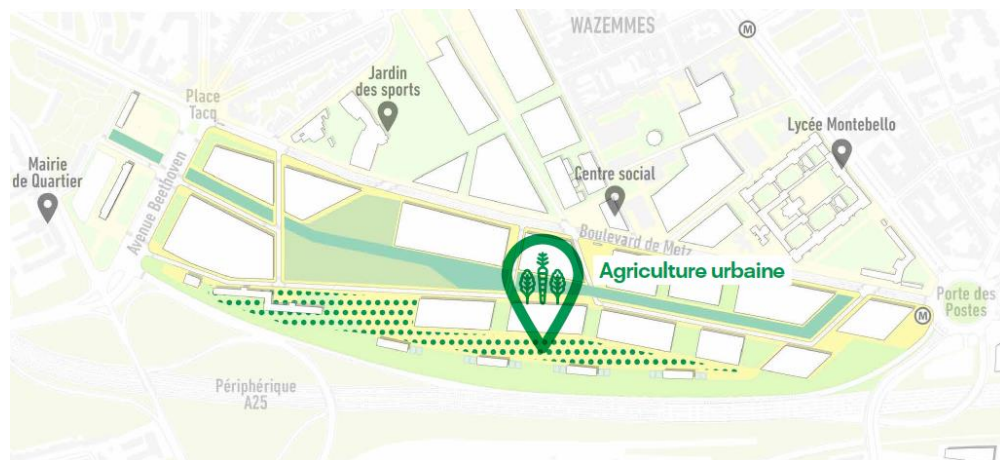 WAZEMMES
M
Jardin
des sports
Place
Tacq
Lycée Montebello
Mairie
de Quartier
Centre social
Avenue Beethoven
Boulevard de Metz
Agriculture urbaine
Porte des
Postes
M
Périphérique
A25